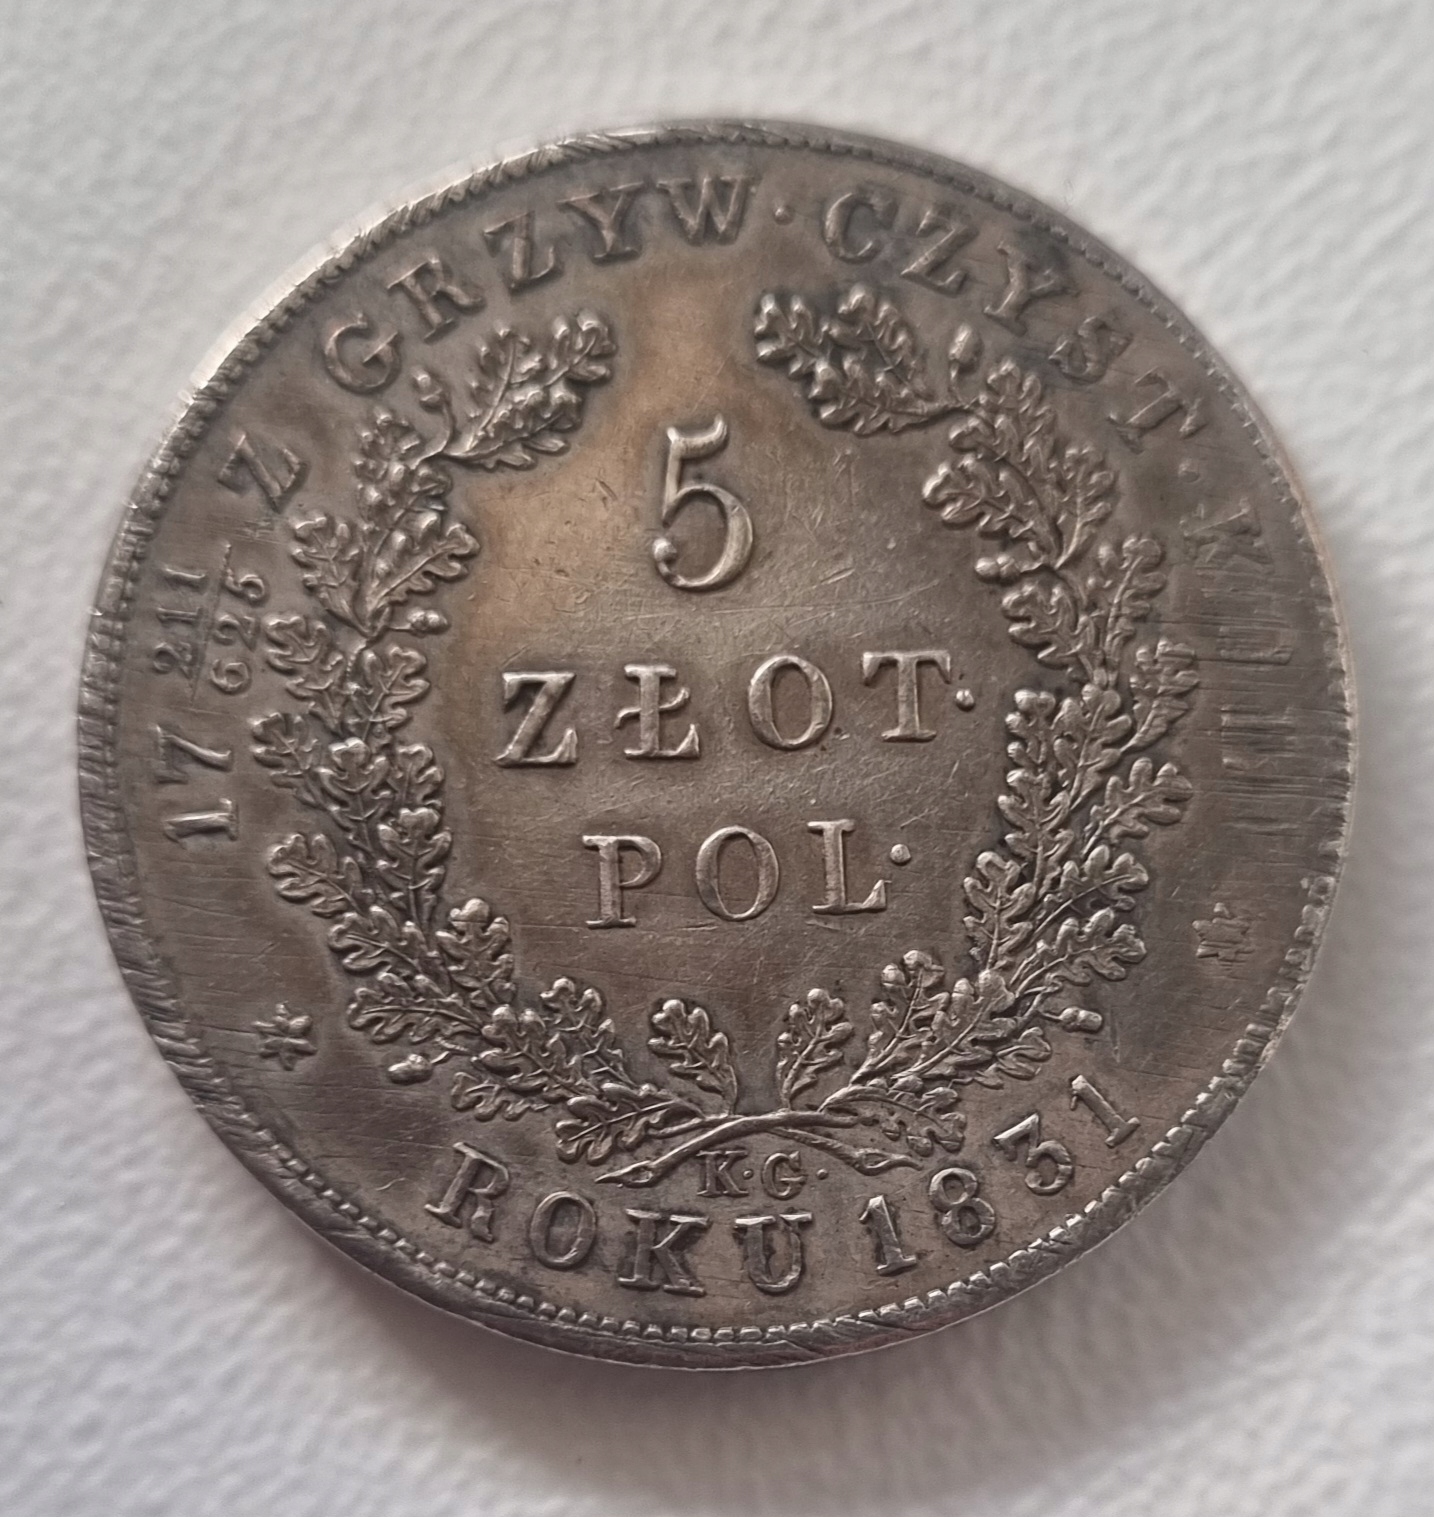 17 211/625 Z GRZYW · CZYST ·
5
ZŁOT·
POL·
K·G·
ROKU 1831